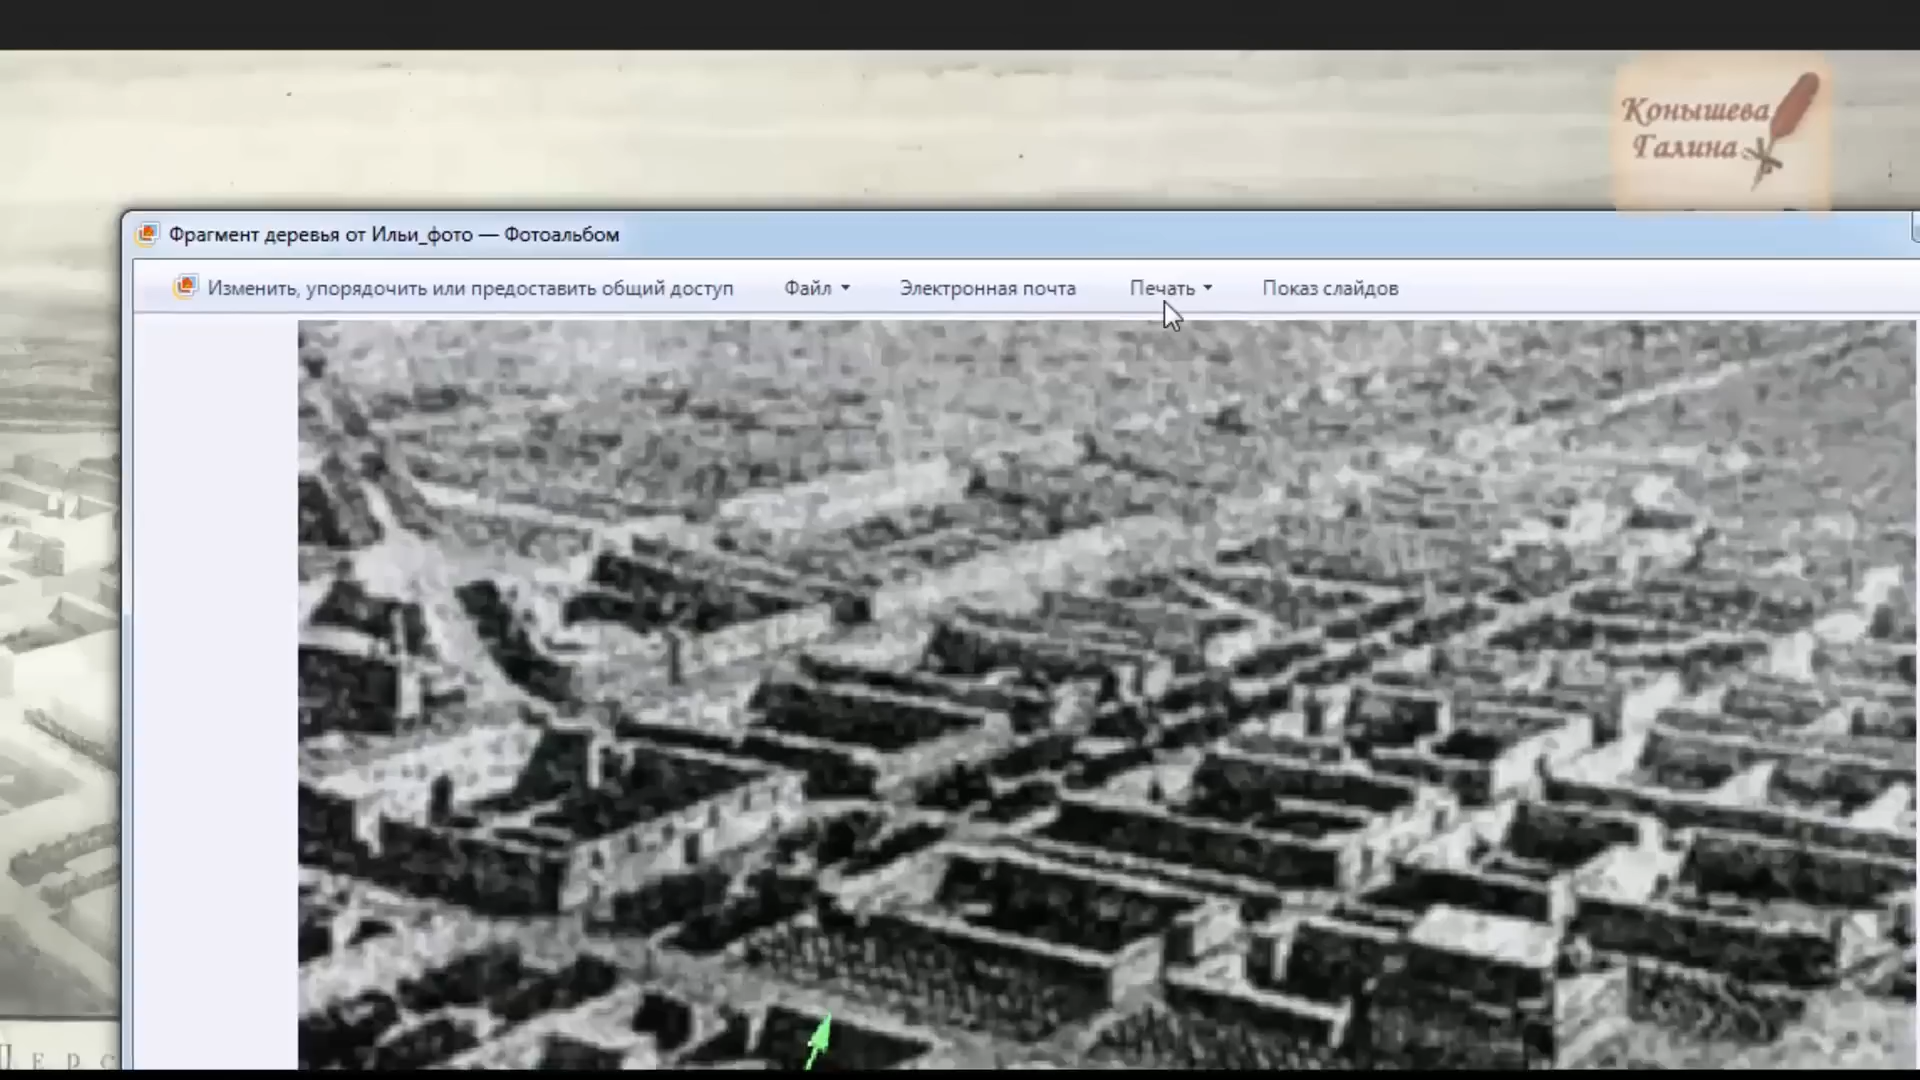 Конышева
Галина
Фрагмент деревья от Ильи_фото — Фотоальбом
Изменить, упорядочить или предоставить общий доступ Файл Электронная почта Печать Показ слайдов
Перс